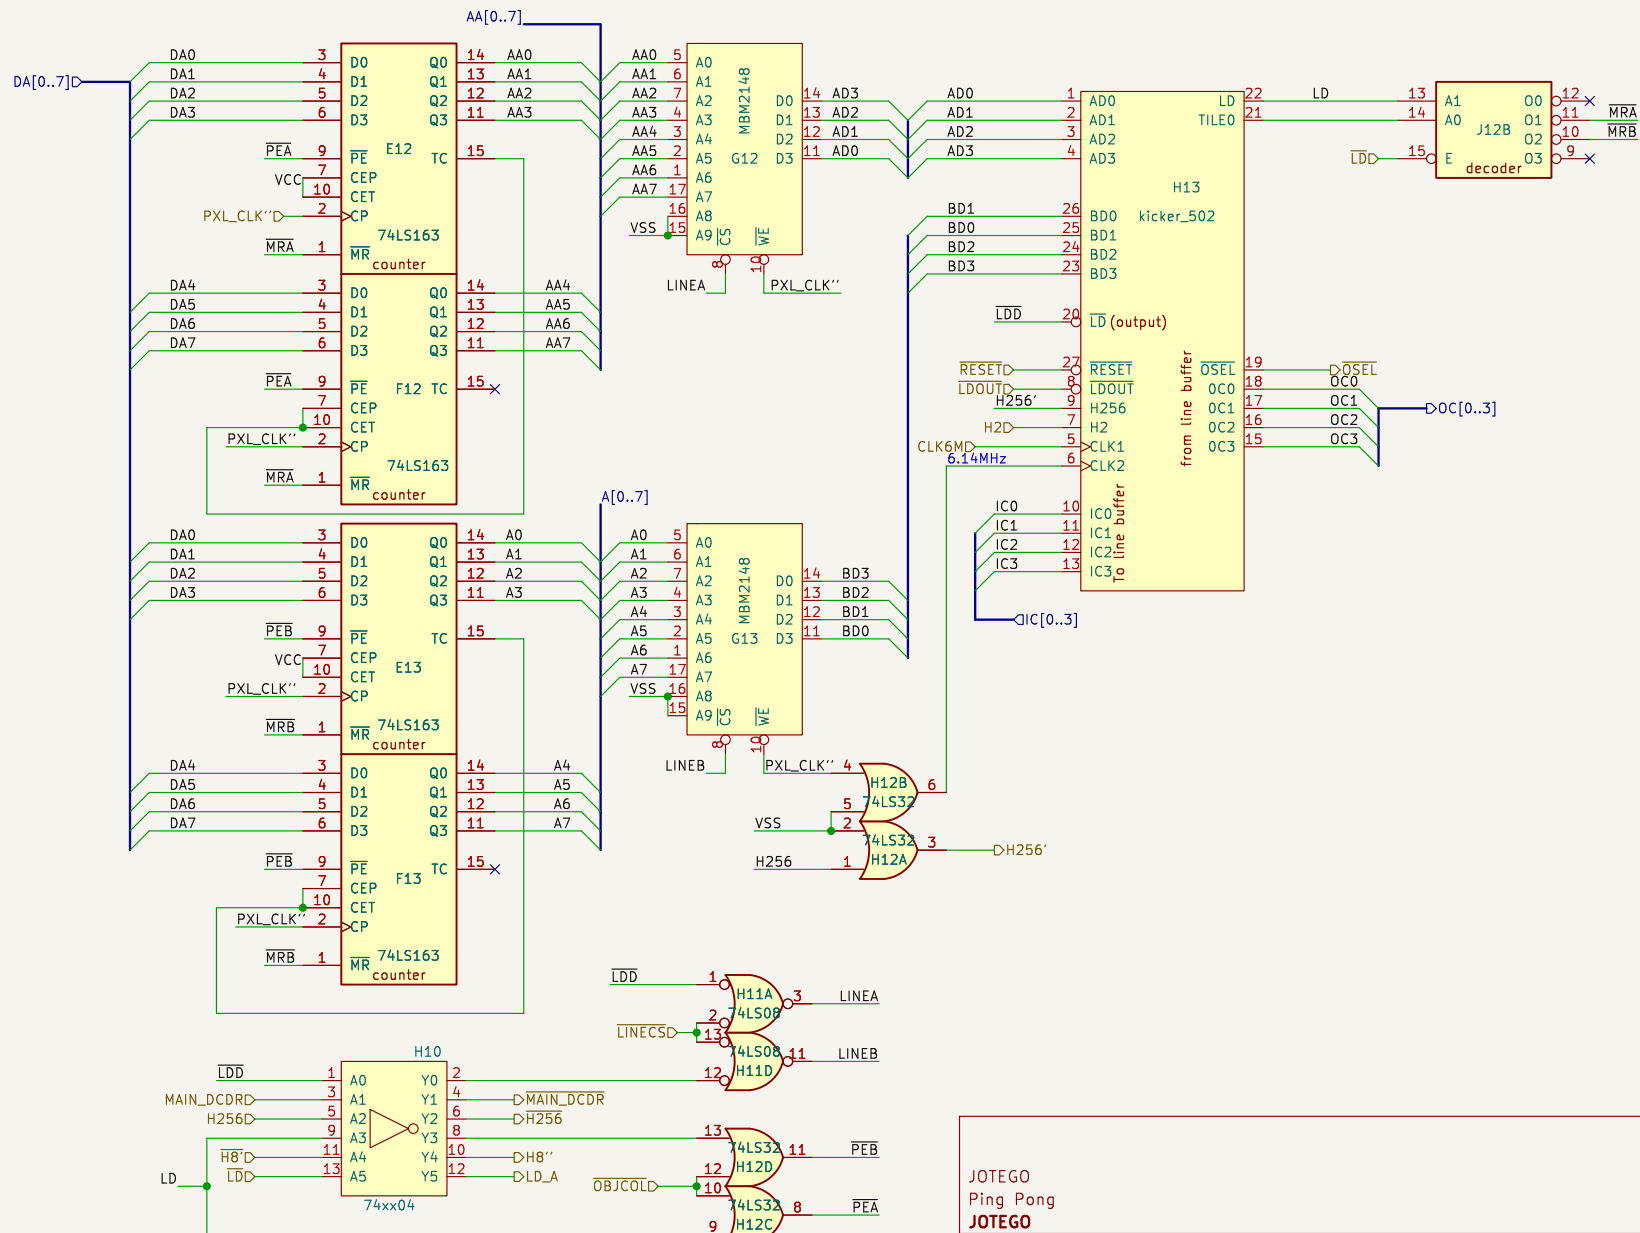 AA[0..7]
DA[0..7]
DA0 3 D0 Q0 14 AA0
DA1 4 D1 Q1 13 AA1
DA2 5 D2 Q2 12 AA2
DA3 6 D3 Q3 11 AA3
E12
PEA 9 PE TC 15
VCC 7 CEP
10 CET
PXL_CLK'' 2 CP
74LS163
MRA 1 MR
counter
DA4 3 D0 Q0 14 AA4
DA5 4 D1 Q1 13 AA5
DA6 5 D2 Q2 12 AA6
DA7 6 D3 Q3 11 AA7
PEA 9 PE F12 TC 15
7 CEP
10 CET
PXL_CLK'' 2 CP
74LS163
MRA 1 MR
counter
AA0 5 A0
AA1 6 A1
AA2 7 A2 D0 14 AD3
AA3 4 A3 D1 13 AD2
AA4 3 A4 D2 12 AD1
AA5 2 A5 G12 D3 11 AD0
AA6 1 A6
AA7 17 A7
16 A8
VSS 15 A9
MBM2148
CS WE
8 10
LINEA PXL_CLK''
AD0 1 AD0 LD 22 LD
AD1 2 AD1 TILE0 21
AD2 3 AD2
AD3 4 AD3
H13
kicker_502
BD1 26 BD0
BD0 25 BD1
BD2 24 BD2
BD3 23 BD3
LDD 20 LD (output)
RESET 27 RESET OSEL 19 OSEL
LDOUT 8 LDOUT OC0 18 OC0
H256' 9 H256 OC1 17 OC1
H2 7 H2 OC2 16 OC2
CLK6M 5 CLK1 OC3 15 OC3
6.14MHz 6 CLK2
OC[0..3]
from line buffer
IC0 10 IC0
IC1 11 IC1
IC2 12 IC2
IC3 13 IC3
To line buffer
IC[0..3]
13 A1 O0 12
14 A0 O1 11 MRA
J12B O2 10 MRB
LD 15 E O3 9
decoder
A[0..7]
DA0 3 D0 Q0 14 A0
DA1 4 D1 Q1 13 A1
DA2 5 D2 Q2 12 A2
DA3 6 D3 Q3 11 A3
PEB 9 PE TC 15
VCC 7 CEP E13
10 CET
PXL_CLK'' 2 CP
74LS163
MRB 1 MR
counter
DA4 3 D0 Q0 14 A4
DA5 4 D1 Q1 13 A5
DA6 5 D2 Q2 12 A6
DA7 6 D3 Q3 11 A7
PEB 9 PE F13 TC 15
7 CEP
10 CET
PXL_CLK'' 2 CP
74LS163
MRB 1 MR
counter
A0 5 A0
A1 6 A1
A2 7 A2 D0 14 BD3
A3 4 A3 D1 13 BD2
A4 3 A4 D2 12 BD1
A5 2 A5 G13 D3 11 BD0
A6 1 A6
A7 17 A7
VSS 16 A8
15 A9
MBM2148
CS WE
8 10
LINEB PXL_CLK''
4 H12B 6
5 74LS32
VSS 2 74LS32 3 H256'
H256 1 H12A
LDD 1 H11A 3 LINEA
2 74LS08
LINECS 13 74LS08 11 LINEB
12 H11D
H10
LDD 1 A0 Y0 2
MAIN_DCDR 3 A1 Y1 4 MAIN_DCDR
H256 5 A2 Y2 6 H256
9 A3 Y3 8
H8' 11 A4 Y4 10 H8''
LD 13 A5 Y5 12 LD_A
LD
74xx04
13 74LS32 11 PEB
12 H12D
OBJCOL 10 74LS32 8 PEA
9 H12C
JOTEGO
Ping Pong
JOTEGO